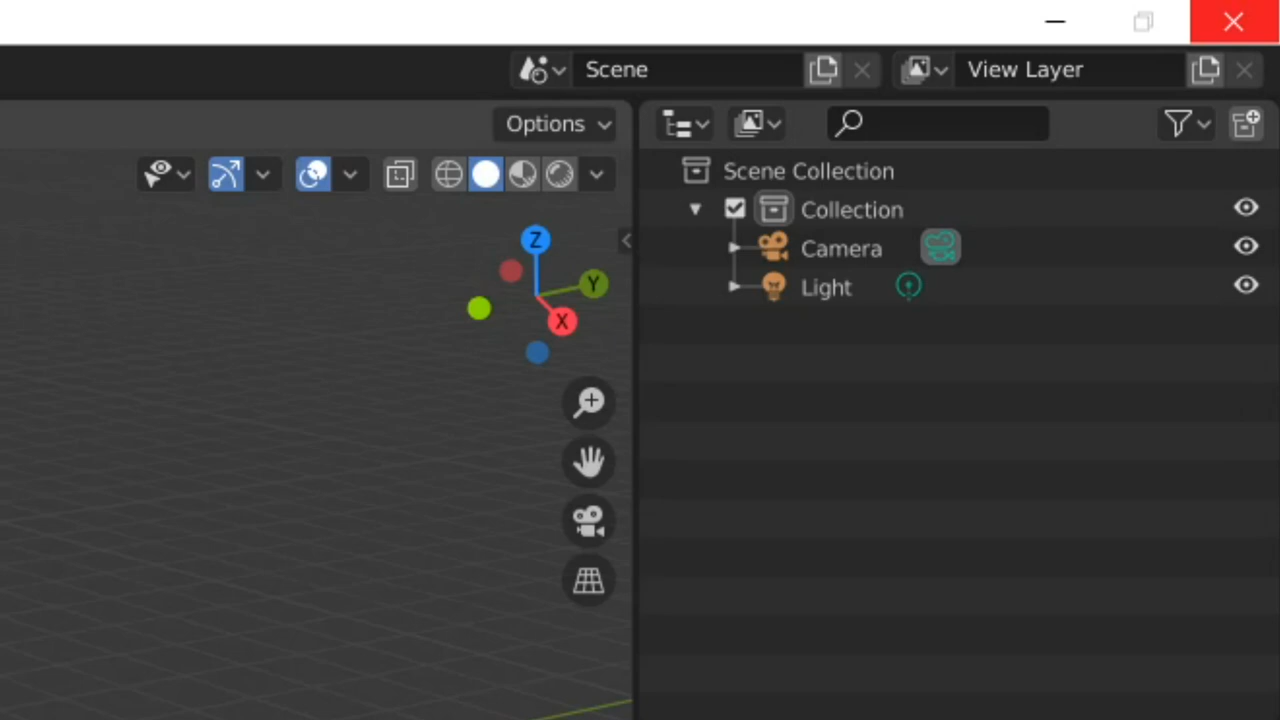 Scene
View Layer
Options
Scene Collection
Collection
Camera
Light
Z
Y
X